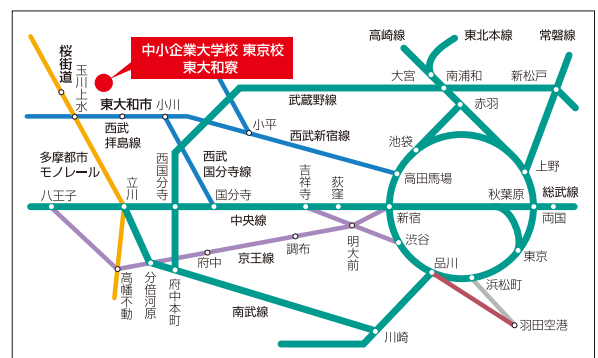 高崎線
東北本線
常磐線
中小企業大学校 東京校
東大和寮
桜街道
玉川上水
大宮
南浦和
新松戸
東大和市
小川
武蔵野線
赤羽
西武
拝島線
小平
西武新宿線
池袋
多摩都市
モノレール
西国分寺
西武
国分寺線
吉祥寺
荻窪
高田馬場
上野
八王子
立川
国分寺
秋葉原
総武線
中央線
新宿
両国
渋谷
明大前
調布
京王線
府中
東京
品川
高幡不動
分倍河原
府中本町
浜松町
南武線
川崎
羽田空港